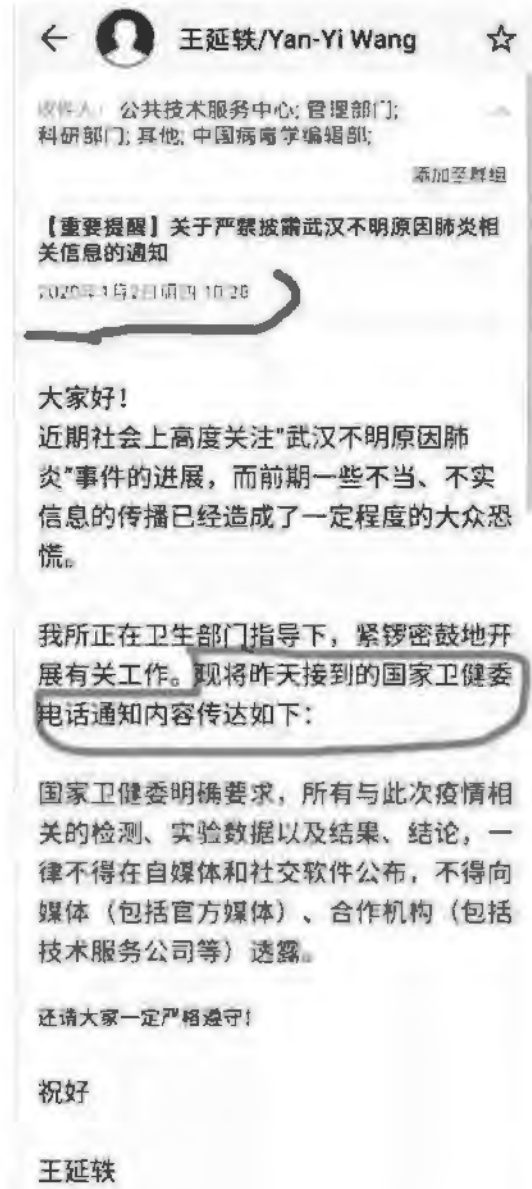 王延轶/Yan-Yi Wang
收件人: 公共技术服务中心; 管理部门;
科研部门; 其他; 中国病毒学编辑部;
添加至群组
【重要提醒】关于严禁披露武汉不明原因肺炎相
关信息的通知
2020年1月2日 周四 10:28
大家好!
近期社会上高度关注"武汉不明原因肺
炎"事件的进展,而前期一些不当、不实
信息的传播已经造成了一定程度的大众恐
慌。
我所正在卫生部门指导下,紧锣密鼓地开
展有关工作。现将昨天接到的国家卫健委
电话通知内容传达如下:
国家卫健委明确要求,所有与此次疫情相
关的检测、实验数据以及结果、结论,一
律不得在自媒体和社交软件公布,不得向
媒体(包括官方媒体)、合作机构(包括
技术服务公司等)透露。
还请大家一定严格遵守!
祝好
王延轶